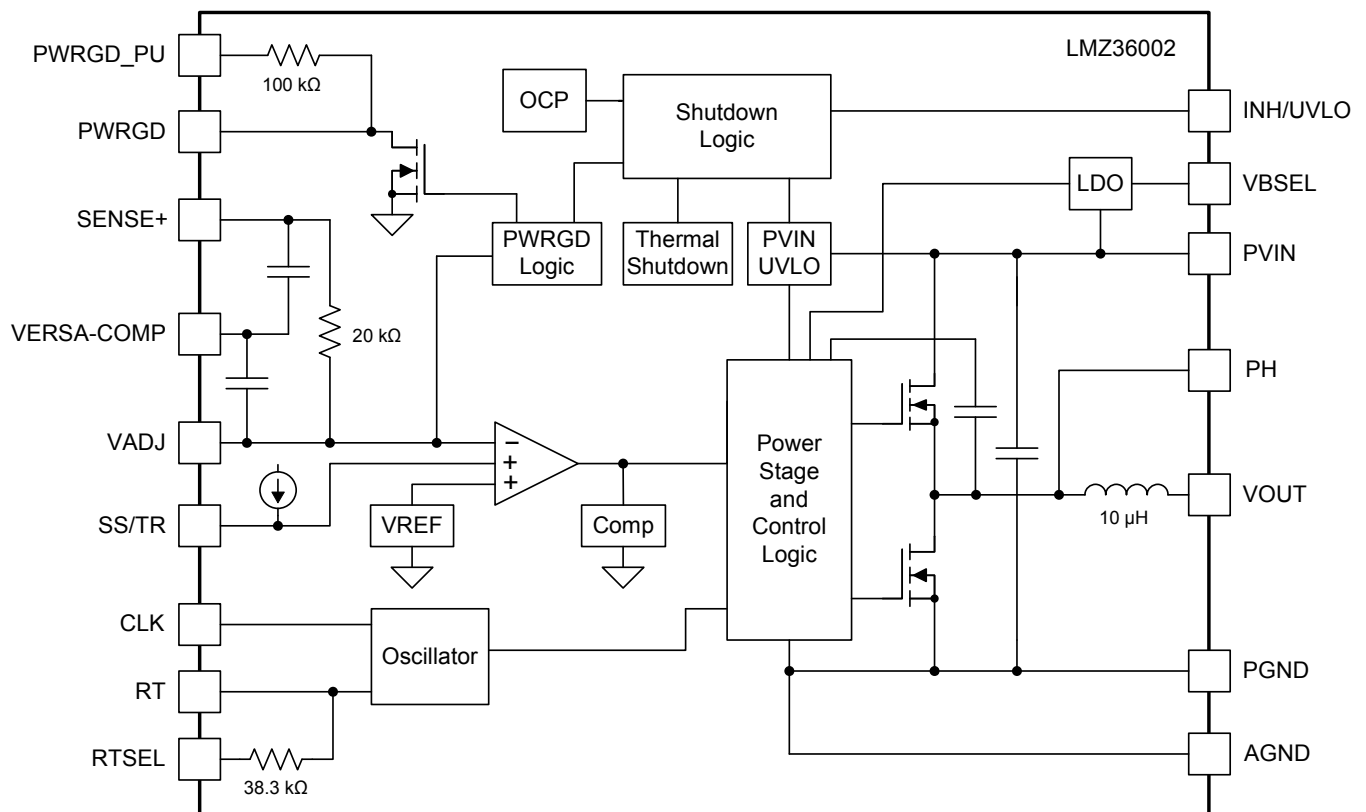 LMZ36002
PWRGD_PU
100 kΩ
OCP
Shutdown
Logic
INH/UVLO
PWRGD
LDO
VBSEL
SENSE+
PWRGD
Logic
Thermal
Shutdown
PVIN
UVLO
PVIN
VERSA-COMP
20 kΩ
PH
VADJ
−
+
+
Power
Stage
and
Control
Logic
SS/TR
VREF
Comp
10 µH
VOUT
CLK
Oscillator
RT
PGND
RTSEL
38.3 kΩ
AGND